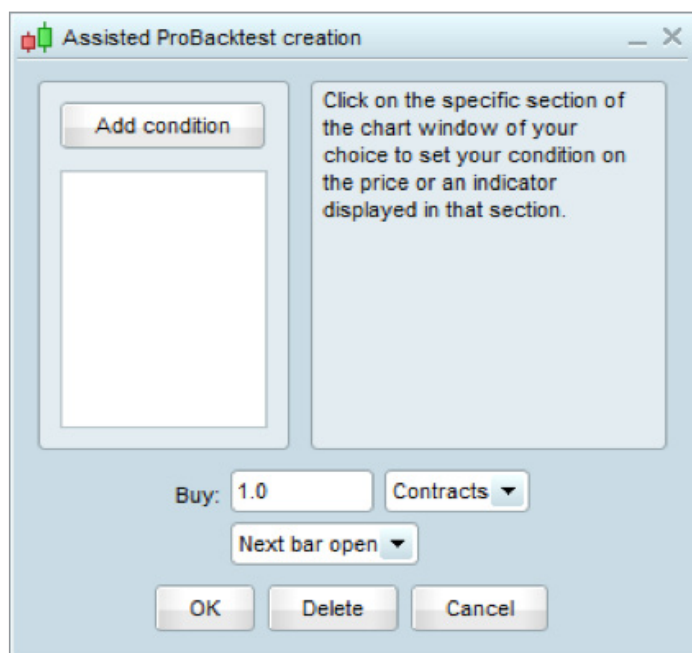 Assisted ProBacktest creation
Add condition
Click on the specific section of
the chart window of your
choice to set your condition on
the price or an indicator
displayed in that section.
Buy: 1.0 Contracts
Next bar open
OK Delete Cancel